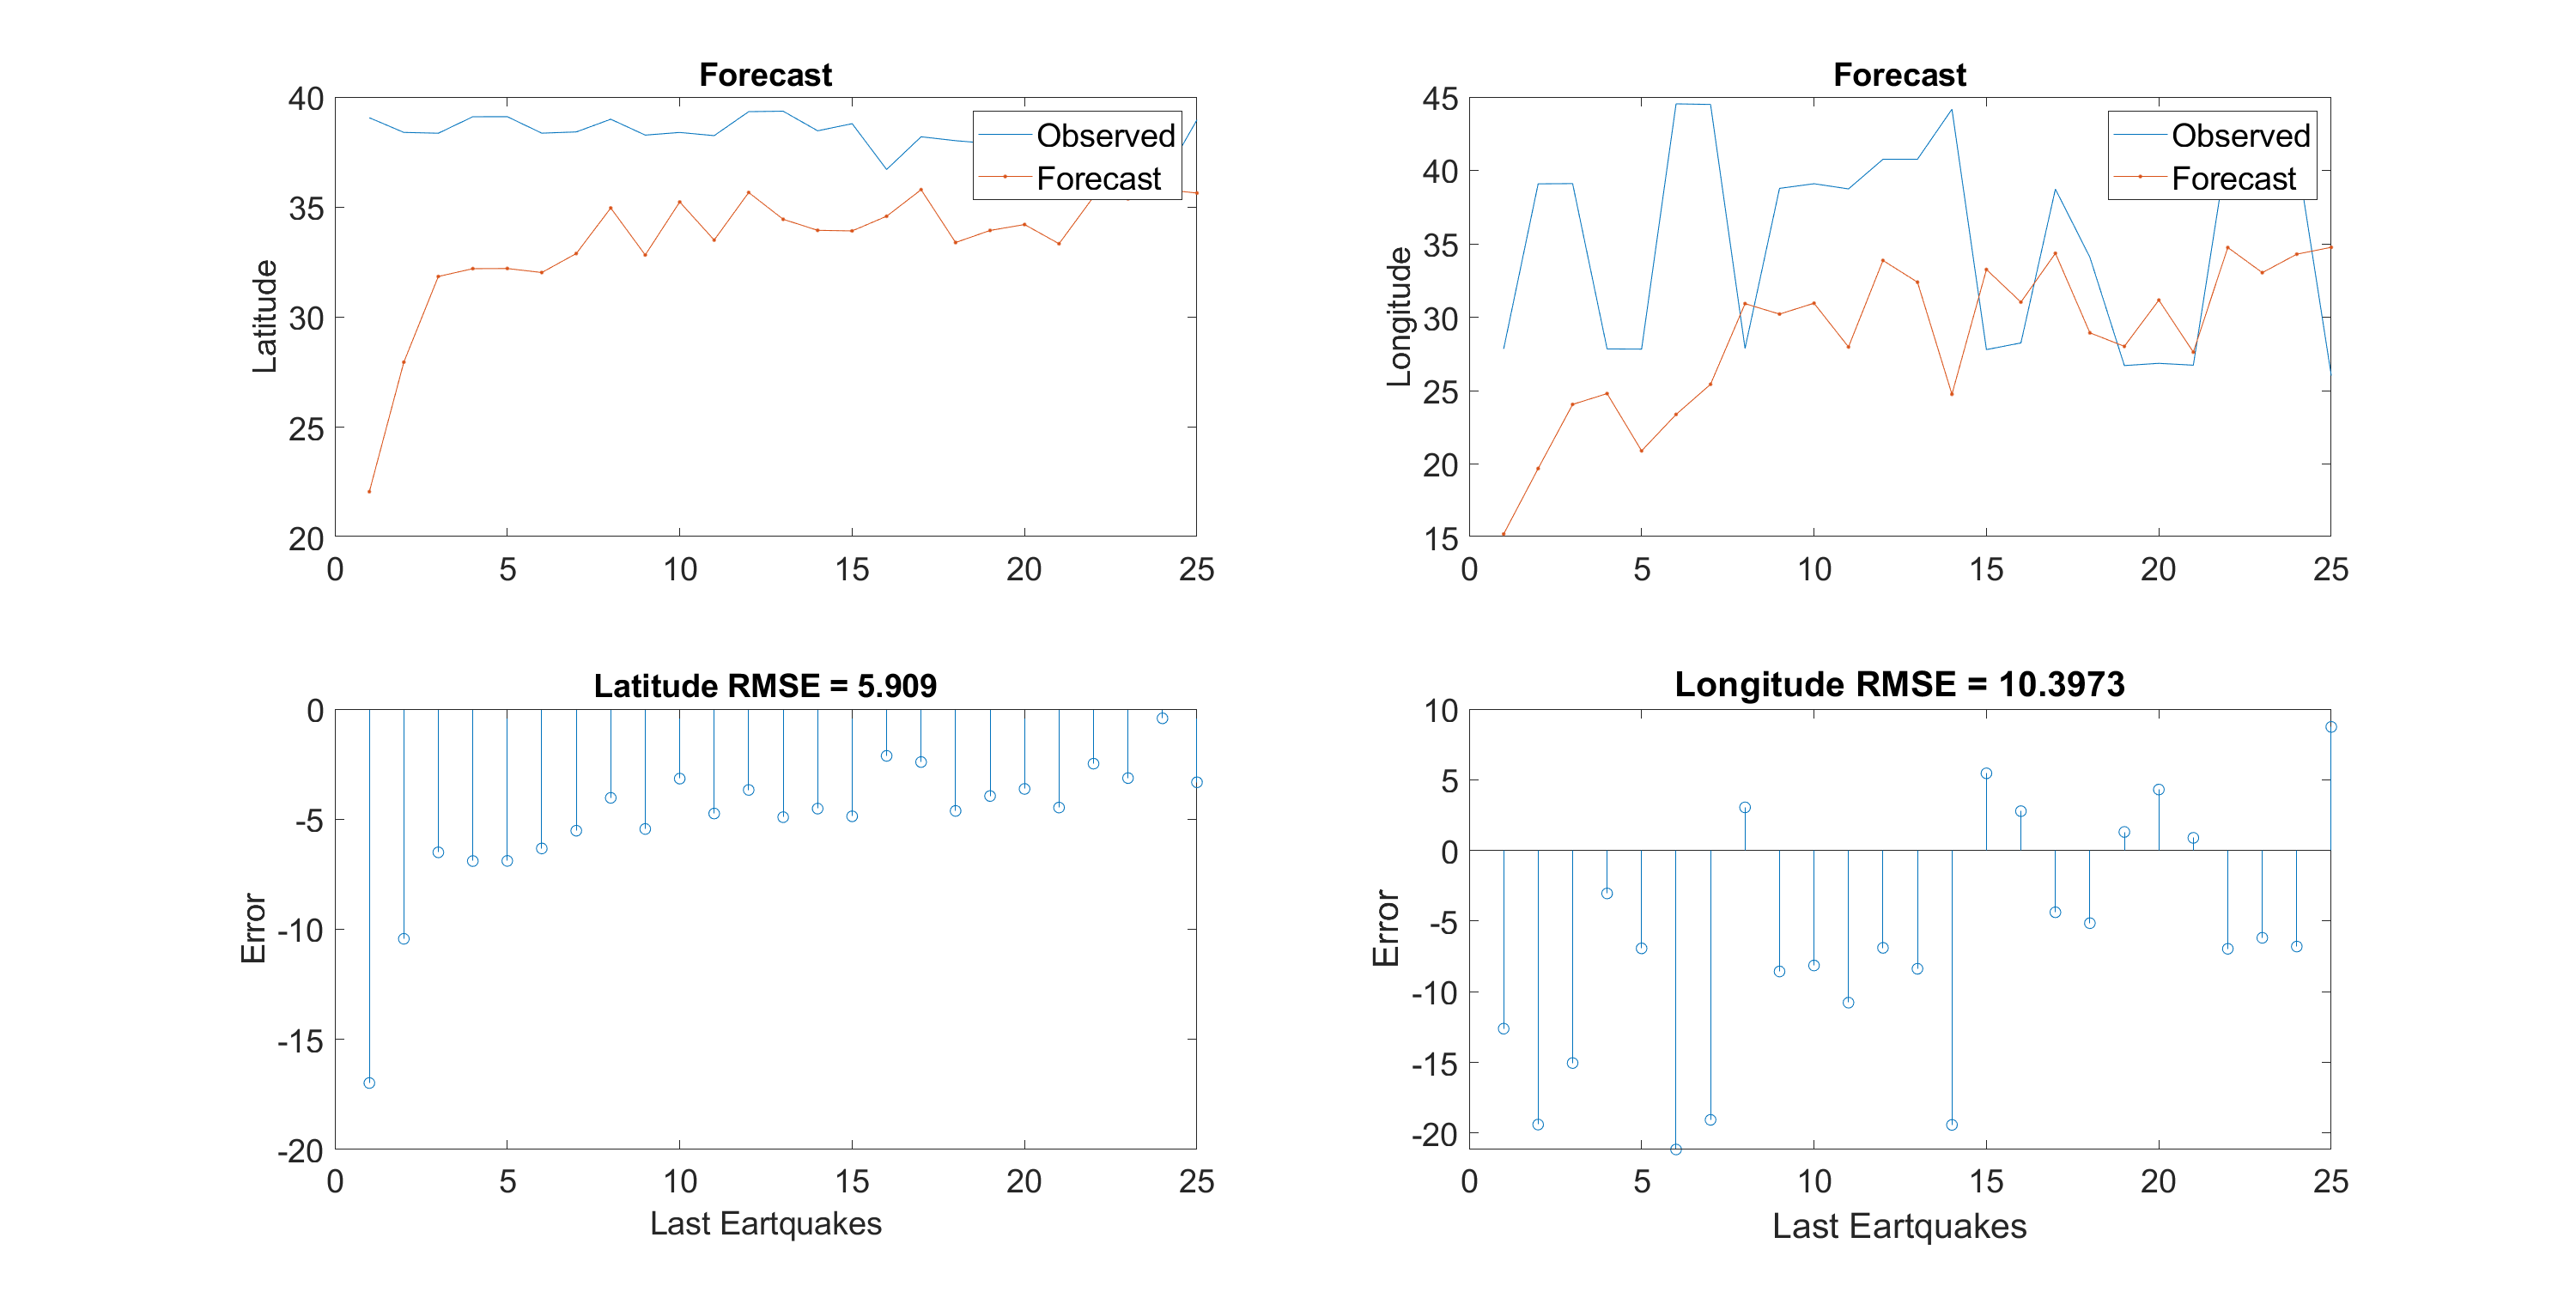 Forecast
40
35
30
25
20
Latitude
Observed
Forecast
0 5 10 15 20 25
Forecast
45
40
35
30
25
20
15
Longitude
Observed
Forecast
0 5 10 15 20 25
Latitude RMSE = 5.909
0
-5
-10
-15
-20
Error
0 5 10 15 20 25
Last Eartquakes
Longitude RMSE = 10.3973
10
5
0
-5
-10
-15
-20
Error
0 5 10 15 20 25
Last Eartquakes